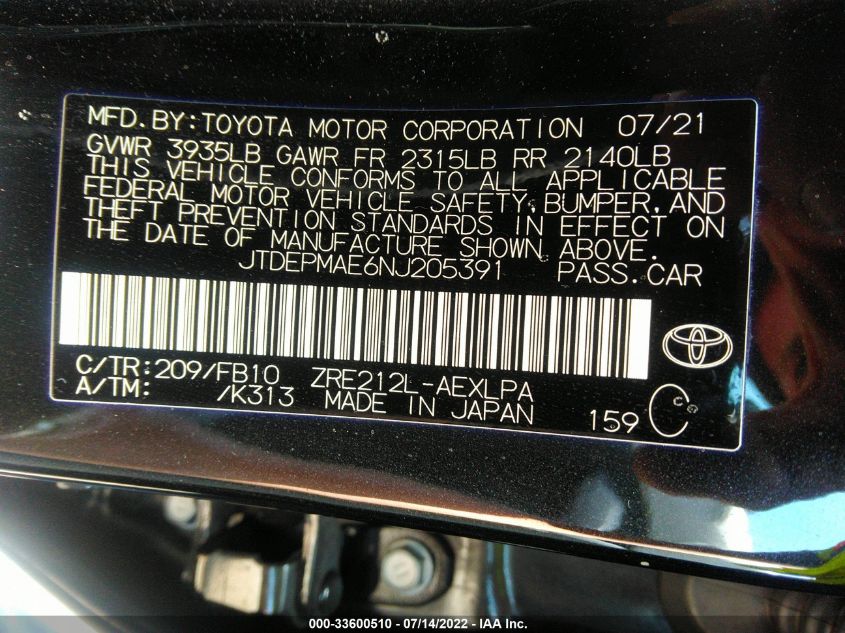 MFD.BY:TOYOTA MOTOR CORPORATION 07/21
GVWR 3935LB GAWR FR 2315LB RR 2140LB
THIS VEHICLE CONFORMS TO ALL APPLICABLE
FEDERAL MOTOR VEHICLE SAFETY,BUMPER,AND
THEFT PREVENTION STANDARDS IN EFFECT ON
THE DATE OF MANUFACTURE SHOWN ABOVE.
JTDEPMAE6NJ205391 PASS.CAR
C/TR:209/FB10 ZRE212L-AEXLPA
A/TM: /K313 MADE IN JAPAN 159
000-33600510 - 07/14/2022 - IAA Inc.